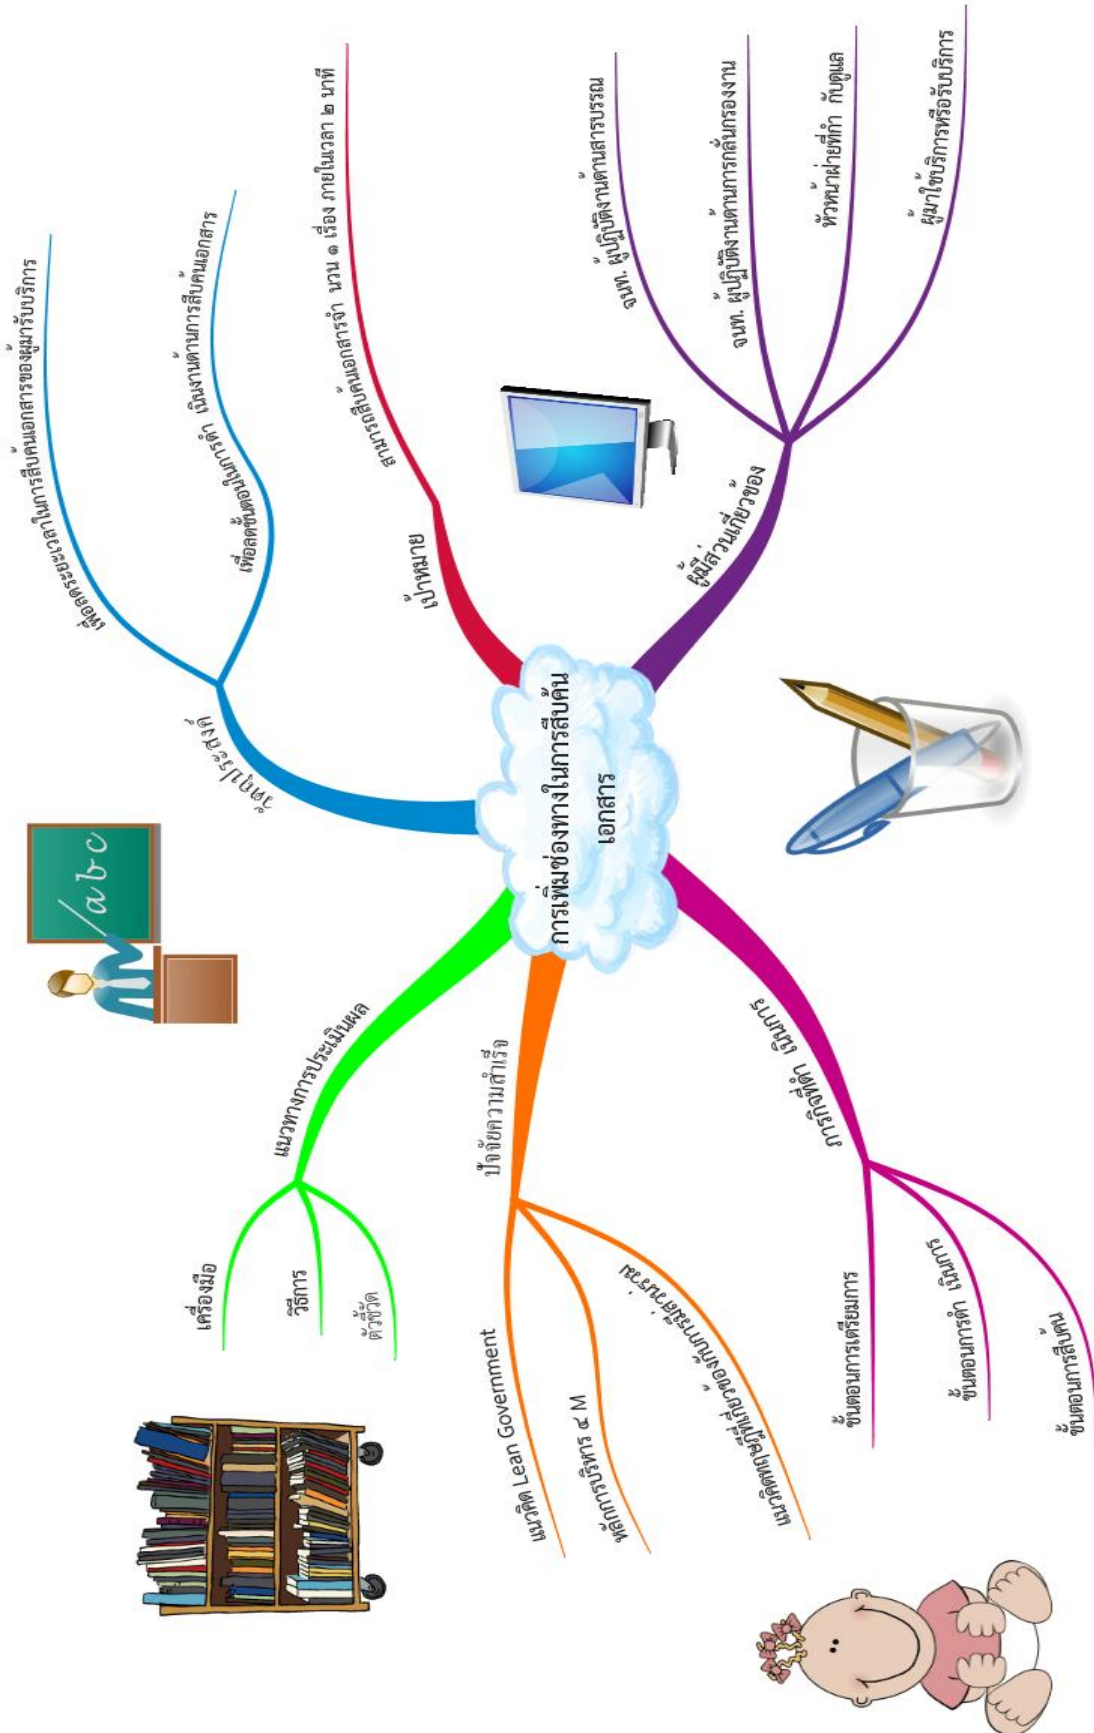 การเพิ่มช่องทางในการสืบค้น
เอกสาร
วัตถุประสงค์
เพื่อลดระยะเวลาในการสืบค้นเอกสารของผู้มารับบริการ
เพื่อลดขั้นตอนในการดำ เนินงานด้านการสืบค้นเอกสาร
เป้าหมาย
สามารถสืบค้นเอกสารจำ นวน ๑ เรื่อง ภายในเวลา ๒ นาที
ผู้มีส่วนเกี่ยวข้อง
จนท. ผู้ปฏิบัติงานด้านสารบรรณ
จนท. ผู้ปฏิบัติงานด้านการกลั่นกรองงาน
หัวหน้าฝ่ายที่กำ กับดูแล
ผู้มาใช้บริการหรือรับบริการ
ภารกิจที่ดำ เนินการ
ขั้นตอนการเตรียมการ
ขั้นตอนการดำ เนินการ
ขั้นตอนการสืบค้น
ปัจจัยความสำเร็จ
แนวคิด Lean Government
หลักการบริหาร ๔ M
แนวคิดทฤษฎีที่เกี่ยวข้องกับการมีส่วนร่วม
แนวทางการประเมินผล
เครื่องมือ
วิธีการ
ตัวชี้วัด
abc